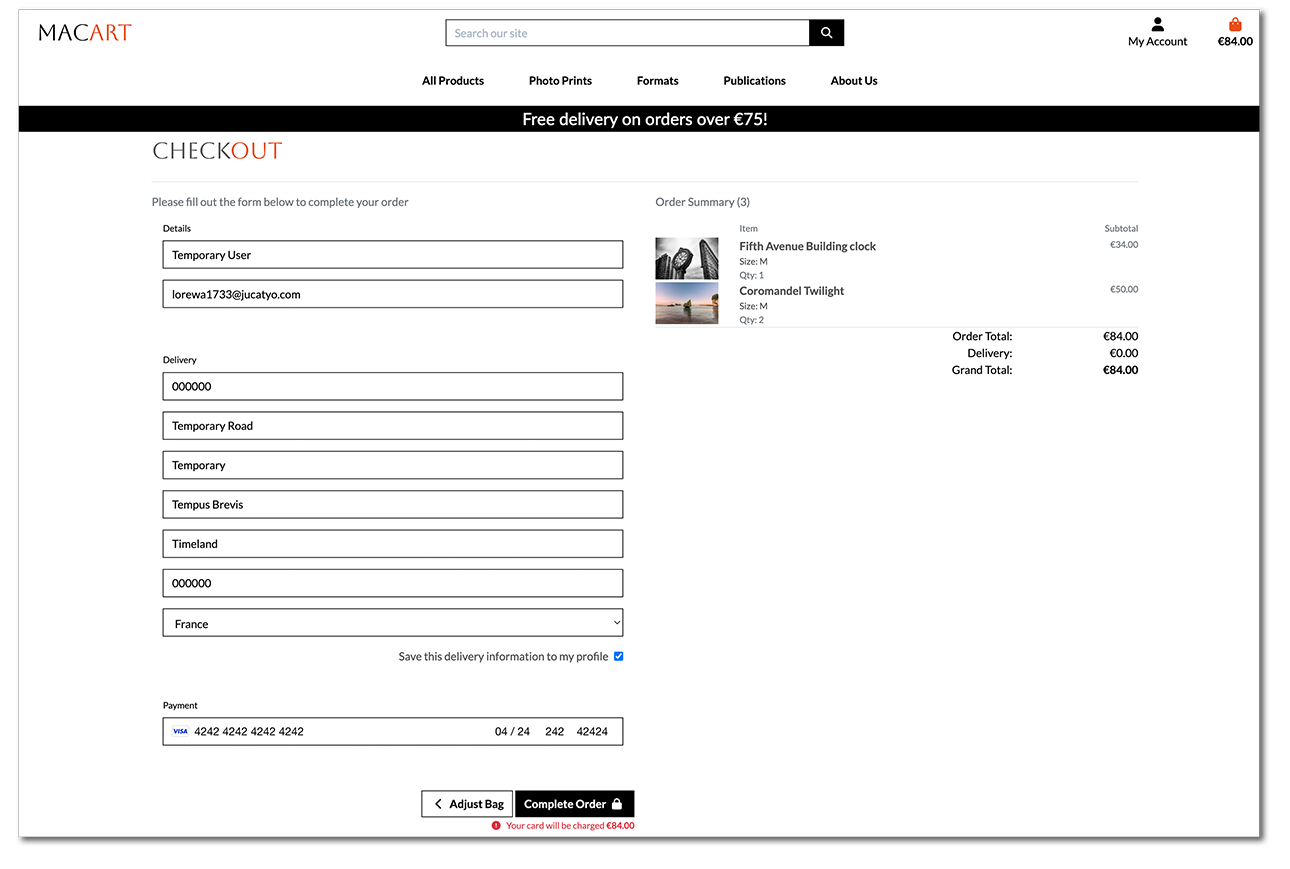 MACART
Search our site
My Account
€84.00
All Products
Photo Prints
Formats
Publications
About Us
Free delivery on orders over €75!
CHECKOUT
Please fill out the form below to complete your order
Details
Temporary User
lorewa1733@jucatyo.com
Delivery
000000
Temporary Road
Temporary
Tempus Brevis
Timeland
000000
France
Save this delivery information to my profile
Payment
VISA 4242 4242 4242 4242 04 / 24 242 42424
Adjust Bag
Complete Order
Your card will be charged €84.00
Order Summary (3)
Item Subtotal
Fifth Avenue Building clock €34.00
Size: M
Qty: 1
Coromandel Twilight €50.00
Size: M
Qty: 2
Order Total: €84.00
Delivery: €0.00
Grand Total: €84.00